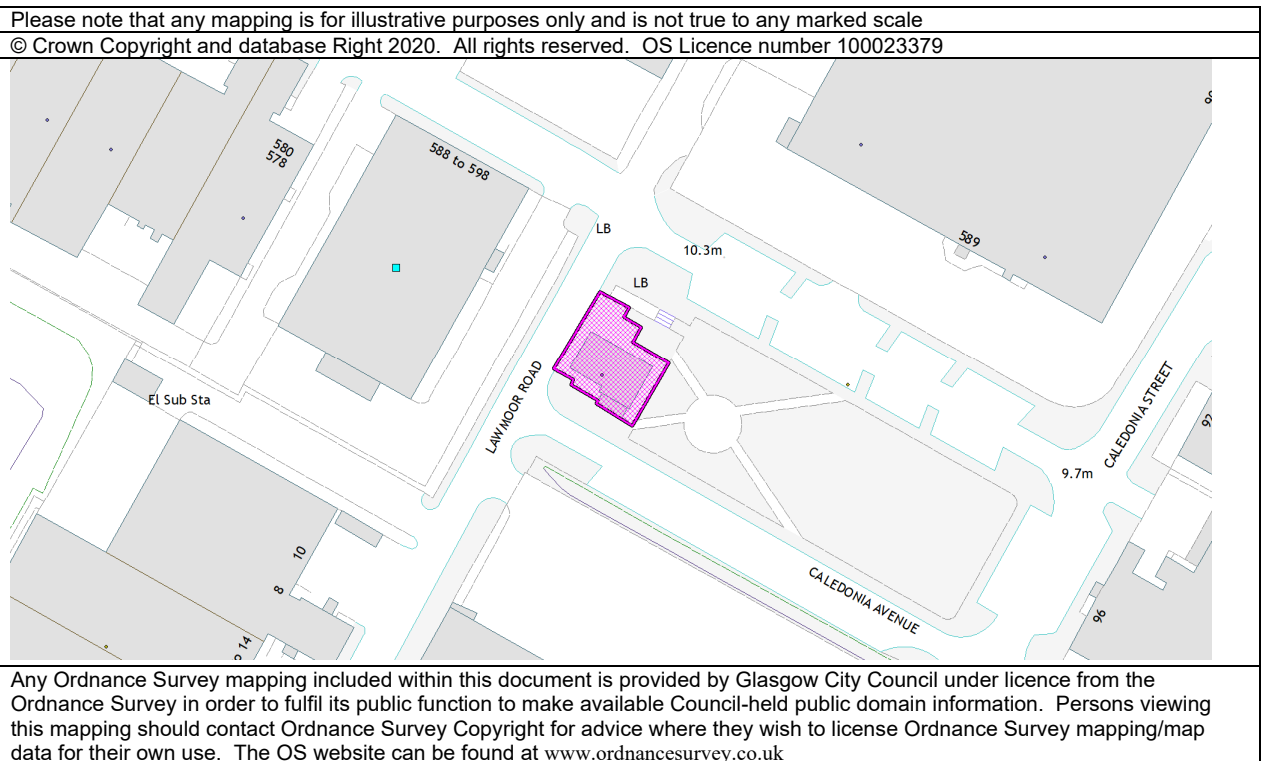 Please note that any mapping is for illustrative purposes only and is not true to any marked scale
© Crown Copyright and database Right 2020. All rights reserved. OS Licence number 100023379
580
578
588 to 598
LB
10.3m
589
LB
El Sub Sta
LAWMOOR ROAD
CALEDONIA STREET
9.7m
10
8
CALEDONIA AVENUE
96
14
Any Ordnance Survey mapping included within this document is provided by Glasgow City Council under licence from the
Ordnance Survey in order to fulfil its public function to make available Council-held public domain information. Persons viewing
this mapping should contact Ordnance Survey Copyright for advice where they wish to license Ordnance Survey mapping/map
data for their own use. The OS website can be found at www.ordnancesurvey.co.uk